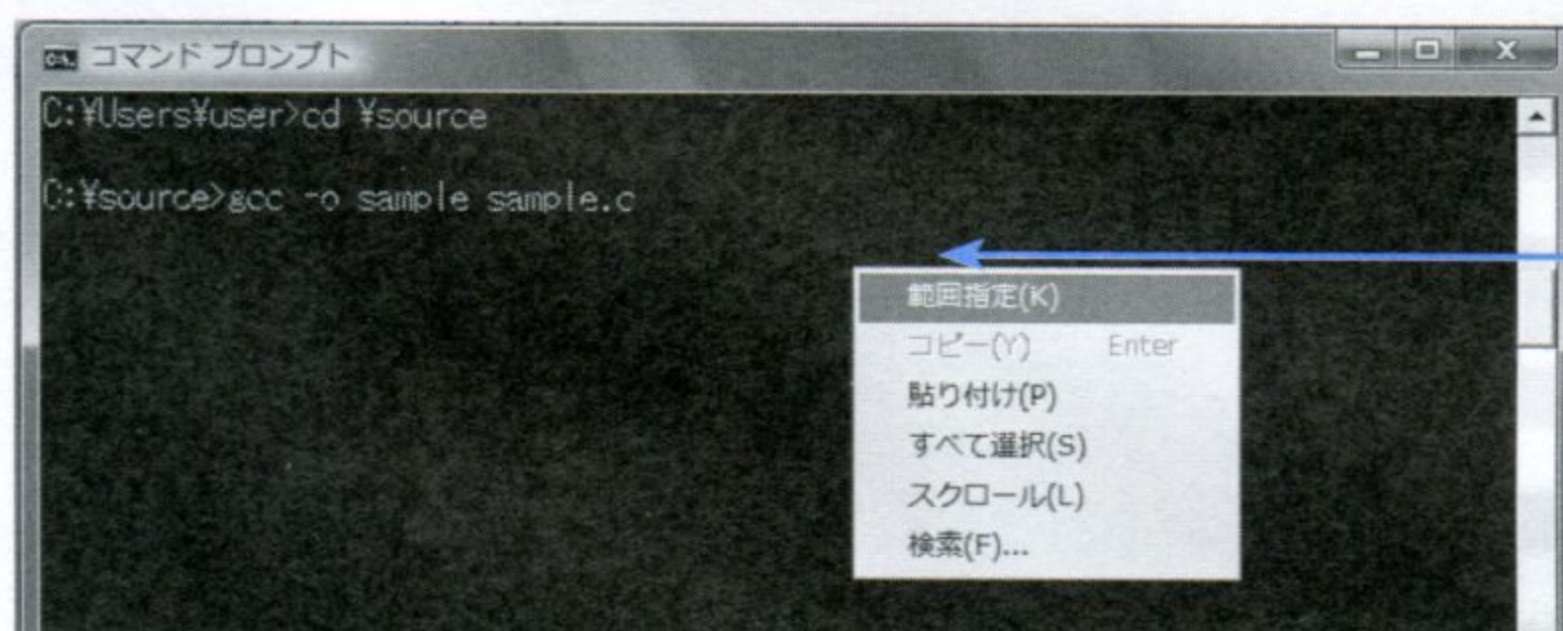 コマンド プロンプト
C:¥Users¥user>cd ¥source
C:¥source>gcc -o sample sample.c
範囲指定(K)
コピー(Y) Enter
貼り付け(P)
すべて選択(S)
スクロール(L)
検索(F)...